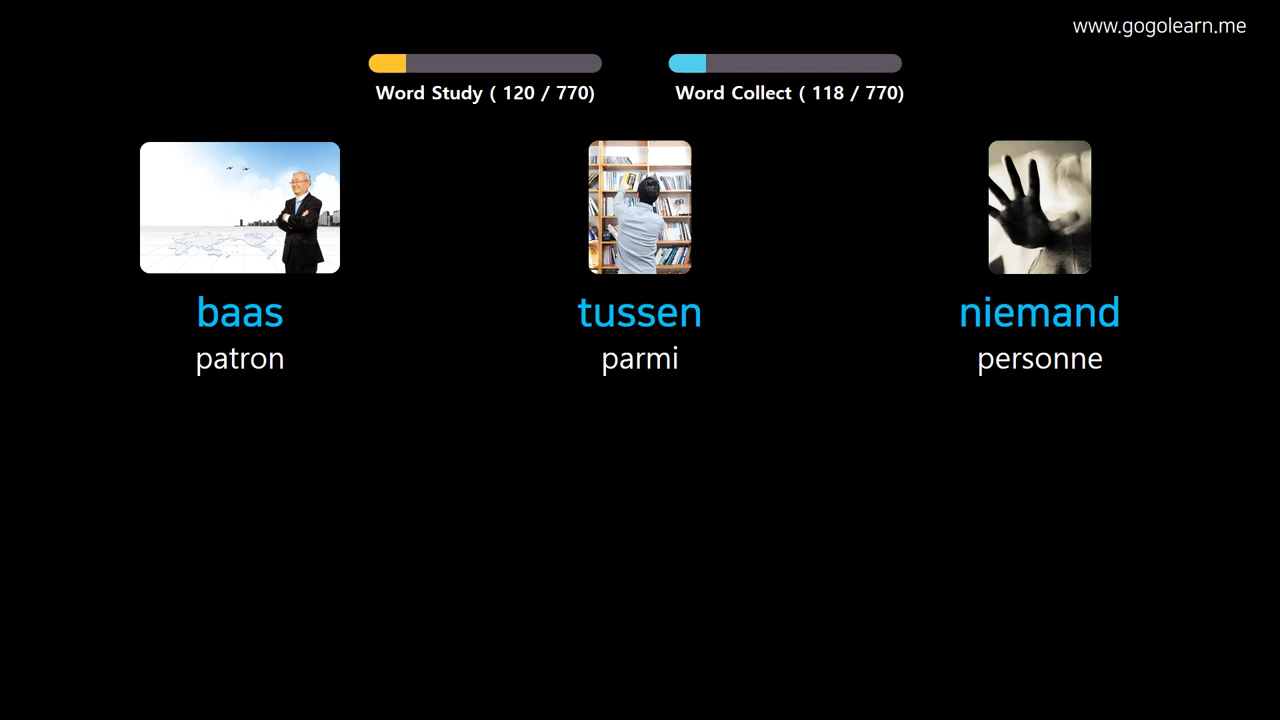 www.gogolearn.me
Word Study ( 120 / 770)
Word Collect ( 118 / 770)
baas
tussen
niemand
patron
parmi
personne